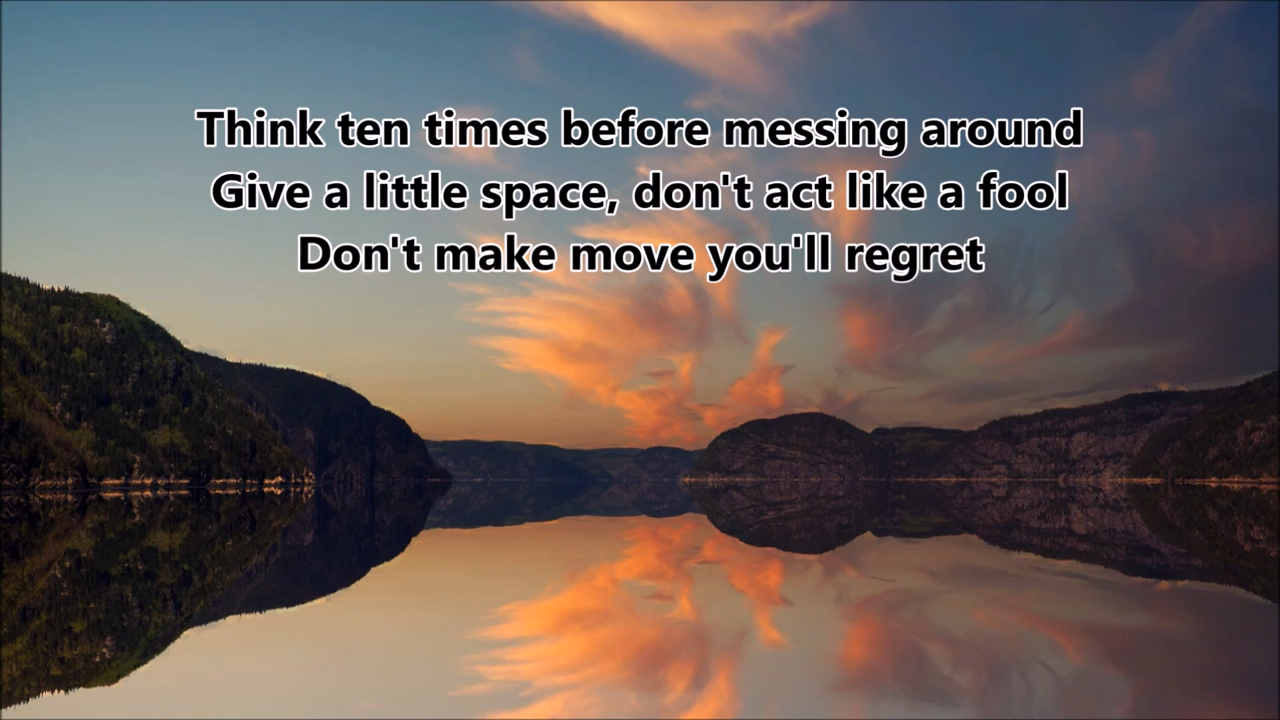 Think ten times before messing around
Give a little space, don't act like a fool
Don't make move you'll regret